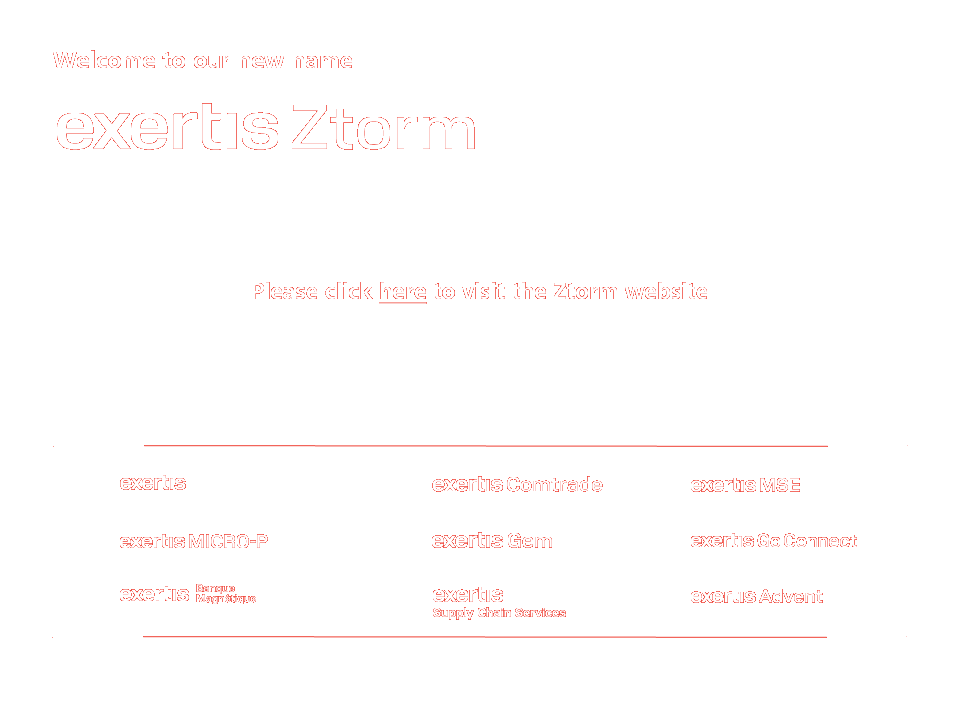 Welcome to our new name
exertis Ztorm
Please click here to visit the Ztorm website
exertis
exertis Comtrade
exertis MSE
exertis MICRO-P
exertis Gem
exertis Go Connect
exertis Banque
Magnétique
exertis
Supply Chain Services
exertis Advent